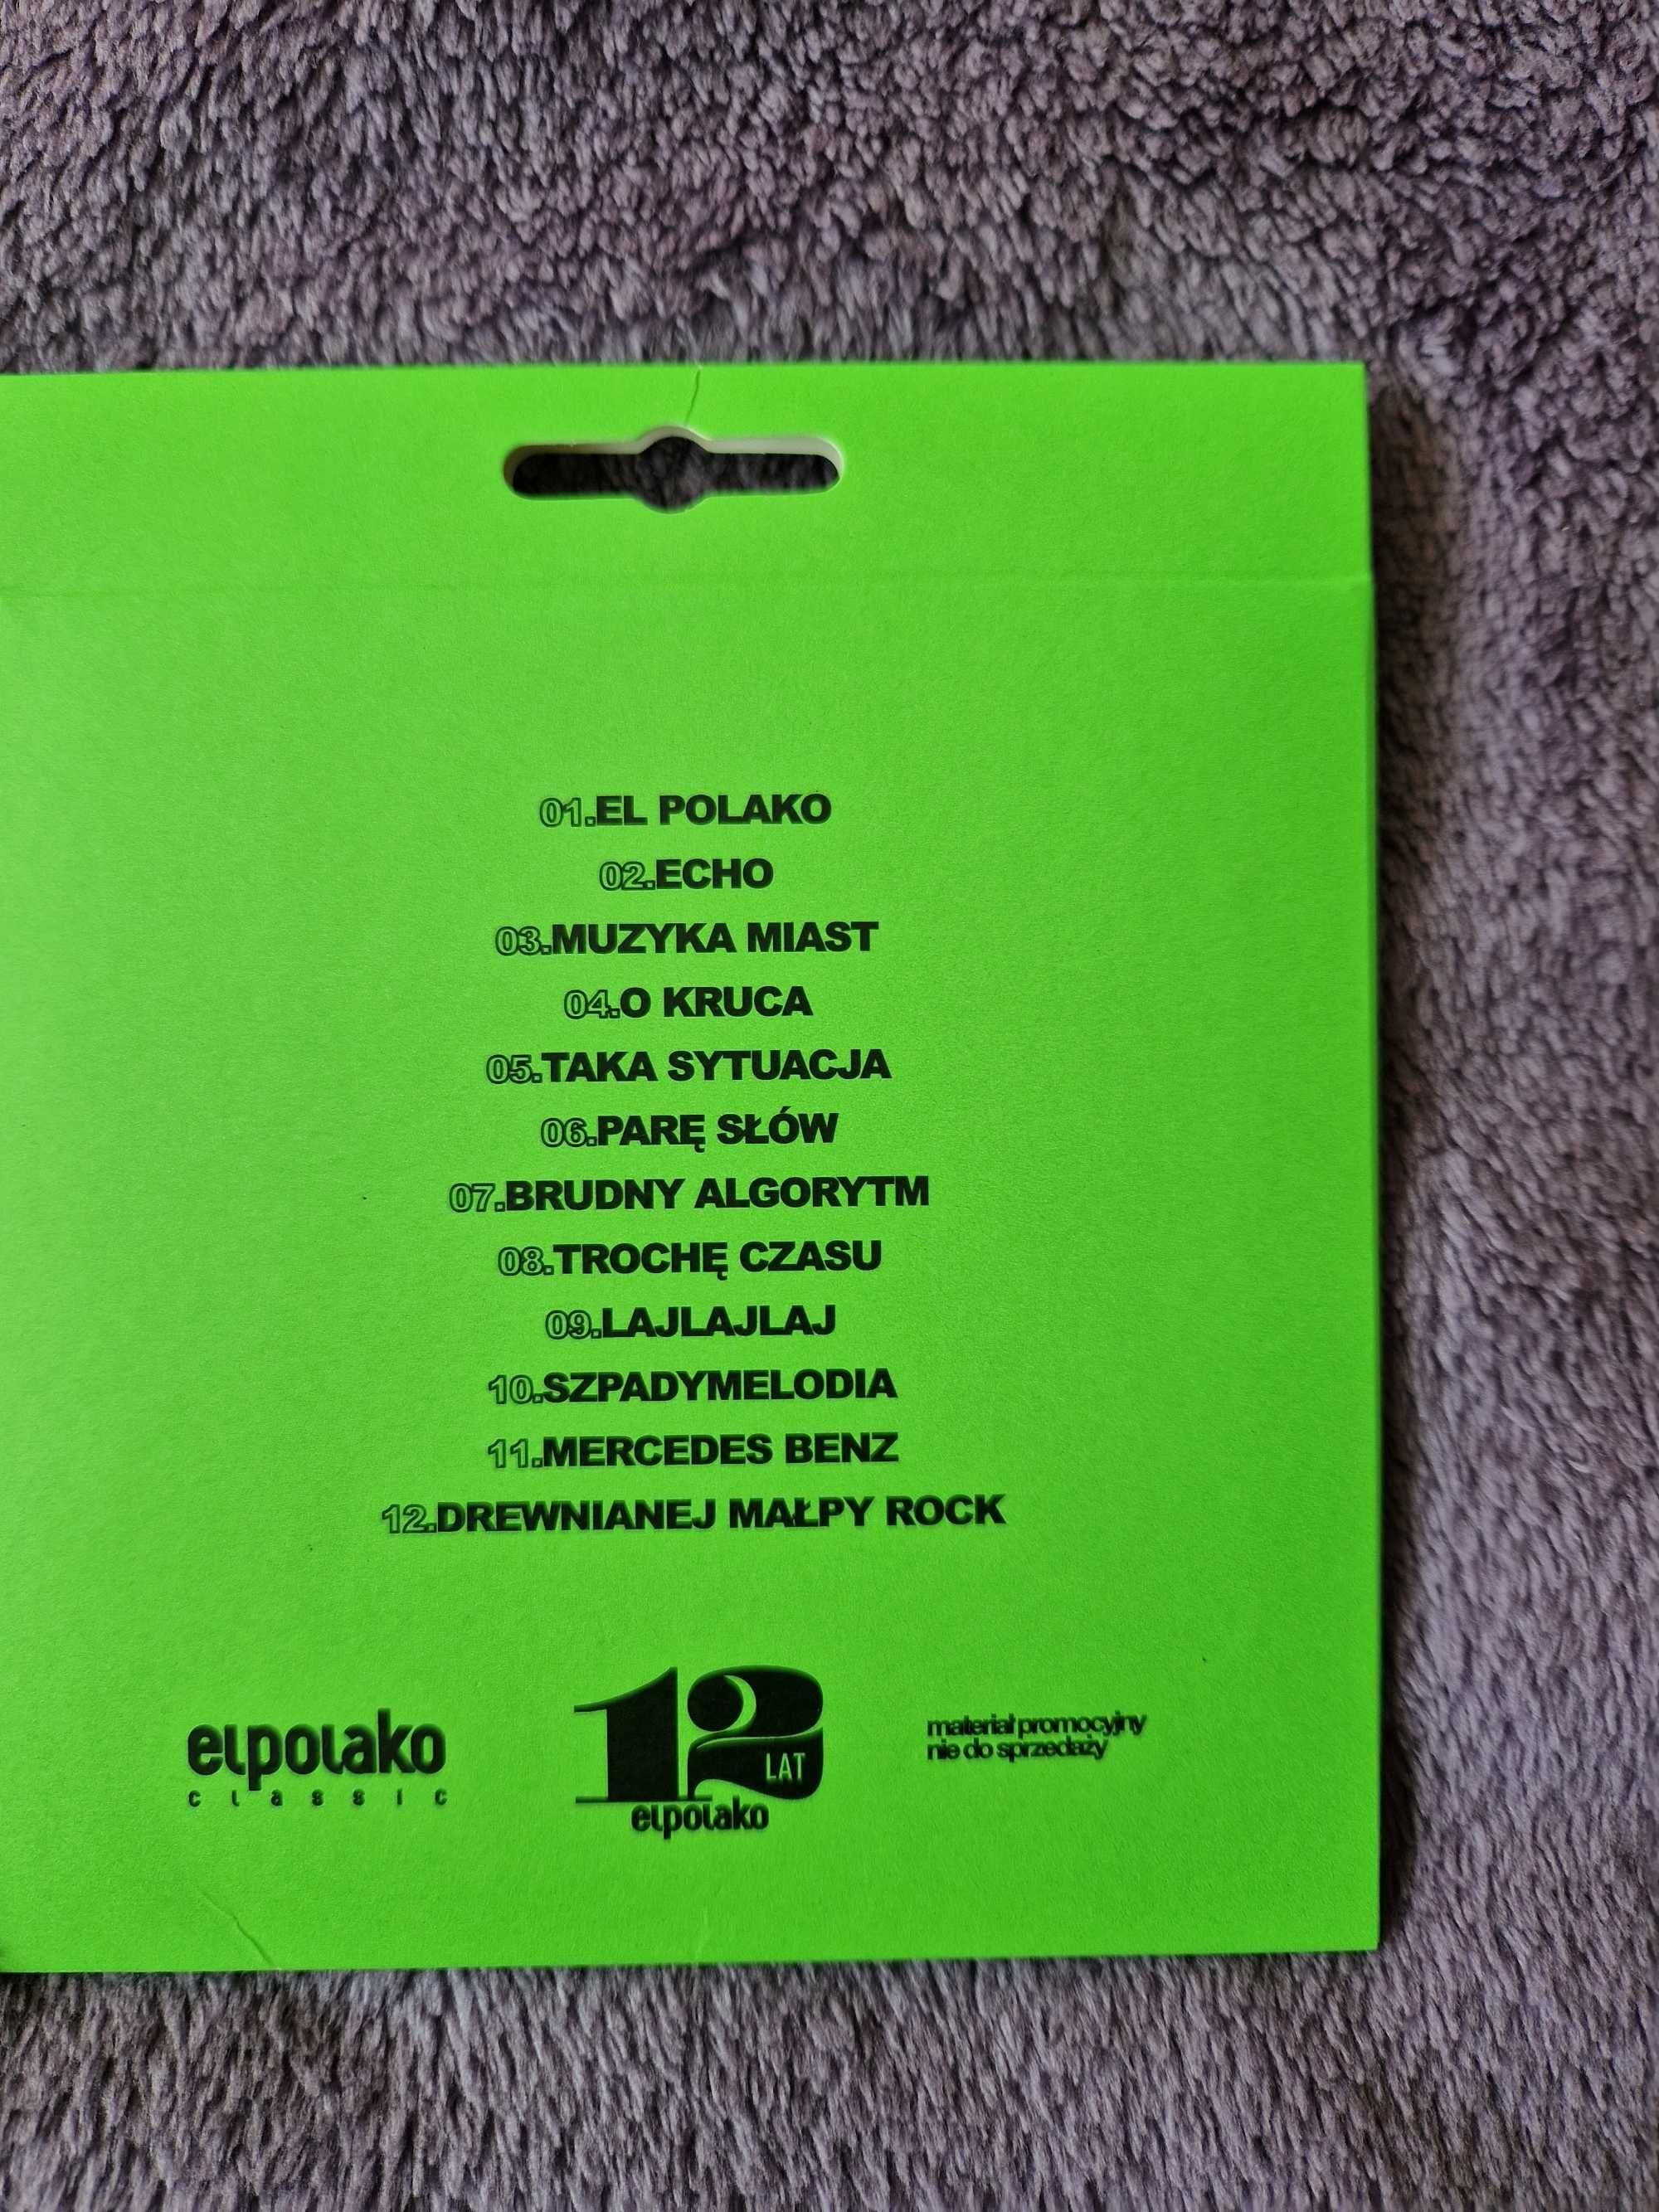 01.EL POLAKO
02.ECHO
03.MUZYKA MIAST
04.O KRUCA
05.TAKA SYTUACJA
06.PARĘ SŁÓW
07.BRUDNY ALGORYTM
08.TROCHĘ CZASU
09.LAJLAJLAJ
10.SZPADYMELODIA
11.MERCEDES BENZ
12.DREWNIANEJ MAŁPY ROCK
elpolako
classic
12
LAT
elpolako
materiał promocyjny
nie do sprzedaży